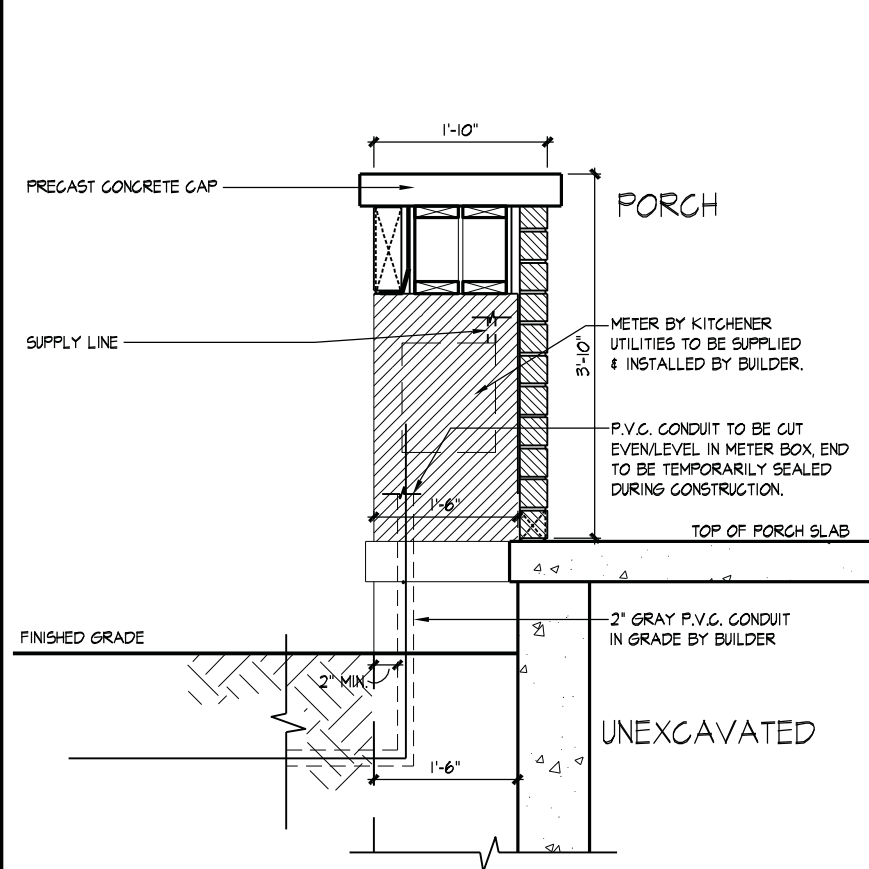 1'-10"
PRECAST CONCRETE CAP
PORCH
SUPPLY LINE
METER BY KITCHENER
UTILITIES TO BE SUPPLIED
& INSTALLED BY BUILDER.
3'-10"
P.V.C. CONDUIT TO BE CUT
EVEN/LEVEL IN METER BOX, END
TO BE TEMPORARILY SEALED
DURING CONSTRUCTION.
1'-6"
TOP OF PORCH SLAB
2" GRAY P.V.C. CONDUIT
IN GRADE BY BUILDER
FINISHED GRADE
2" MIN.
UNEXCAVATED
1'-6"